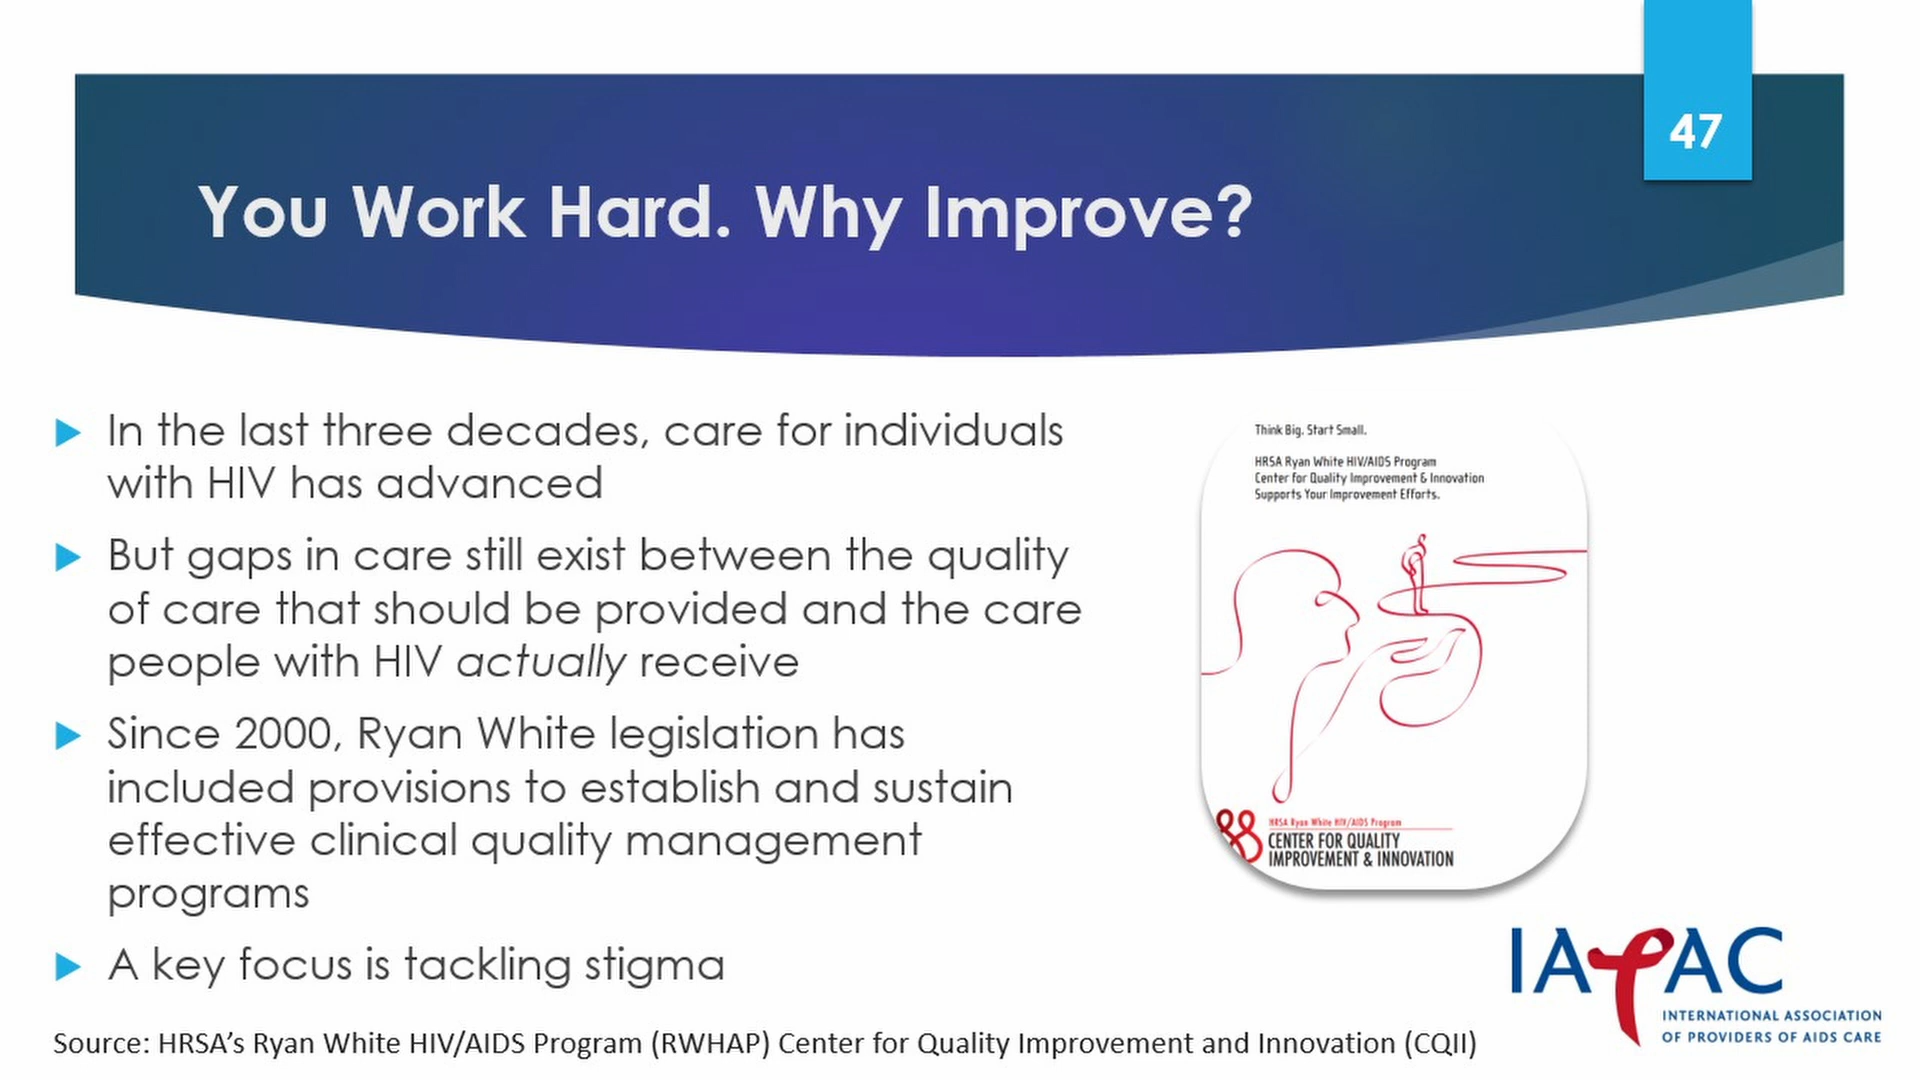 47
You Work Hard. Why Improve?
In the last three decades, care for individuals
with HIV has advanced
But gaps in care still exist between the quality
of care that should be provided and the care
people with HIV actually receive
Since 2000, Ryan White legislation has
included provisions to establish and sustain
effective clinical quality management
programs
A key focus is tackling stigma
Think Big. Start Small.
HRSA Ryan White HIV/AIDS Program
Center for Quality Improvement & Innovation
Supports Your Improvement Efforts.
HRSA Ryan White HIV/AIDS Program
CENTER FOR QUALITY
IMPROVEMENT & INNOVATION
IAPAC
INTERNATIONAL ASSOCIATION
OF PROVIDERS OF AIDS CARE
Source: HRSA’s Ryan White HIV/AIDS Program (RWHAP) Center for Quality Improvement and Innovation (CQII)